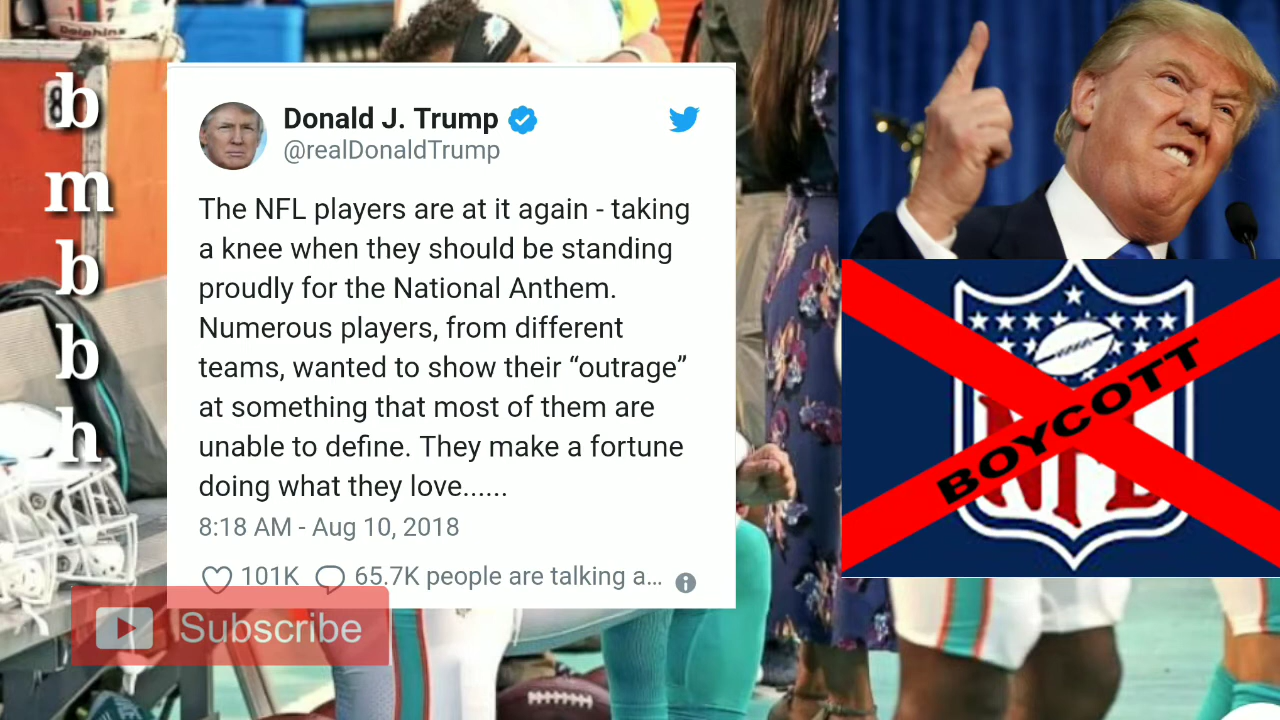 Dolphins
8
b
m
b
b
h
Donald J. Trump
@realDonaldTrump
The NFL players are at it again - taking
a knee when they should be standing
proudly for the National Anthem.
Numerous players, from different
teams, wanted to show their “outrage”
at something that most of them are
unable to define. They make a fortune
doing what they love......
8:18 AM - Aug 10, 2018
101K 65.7K people are talking a...
Subscribe
BOYCOTT
NFL